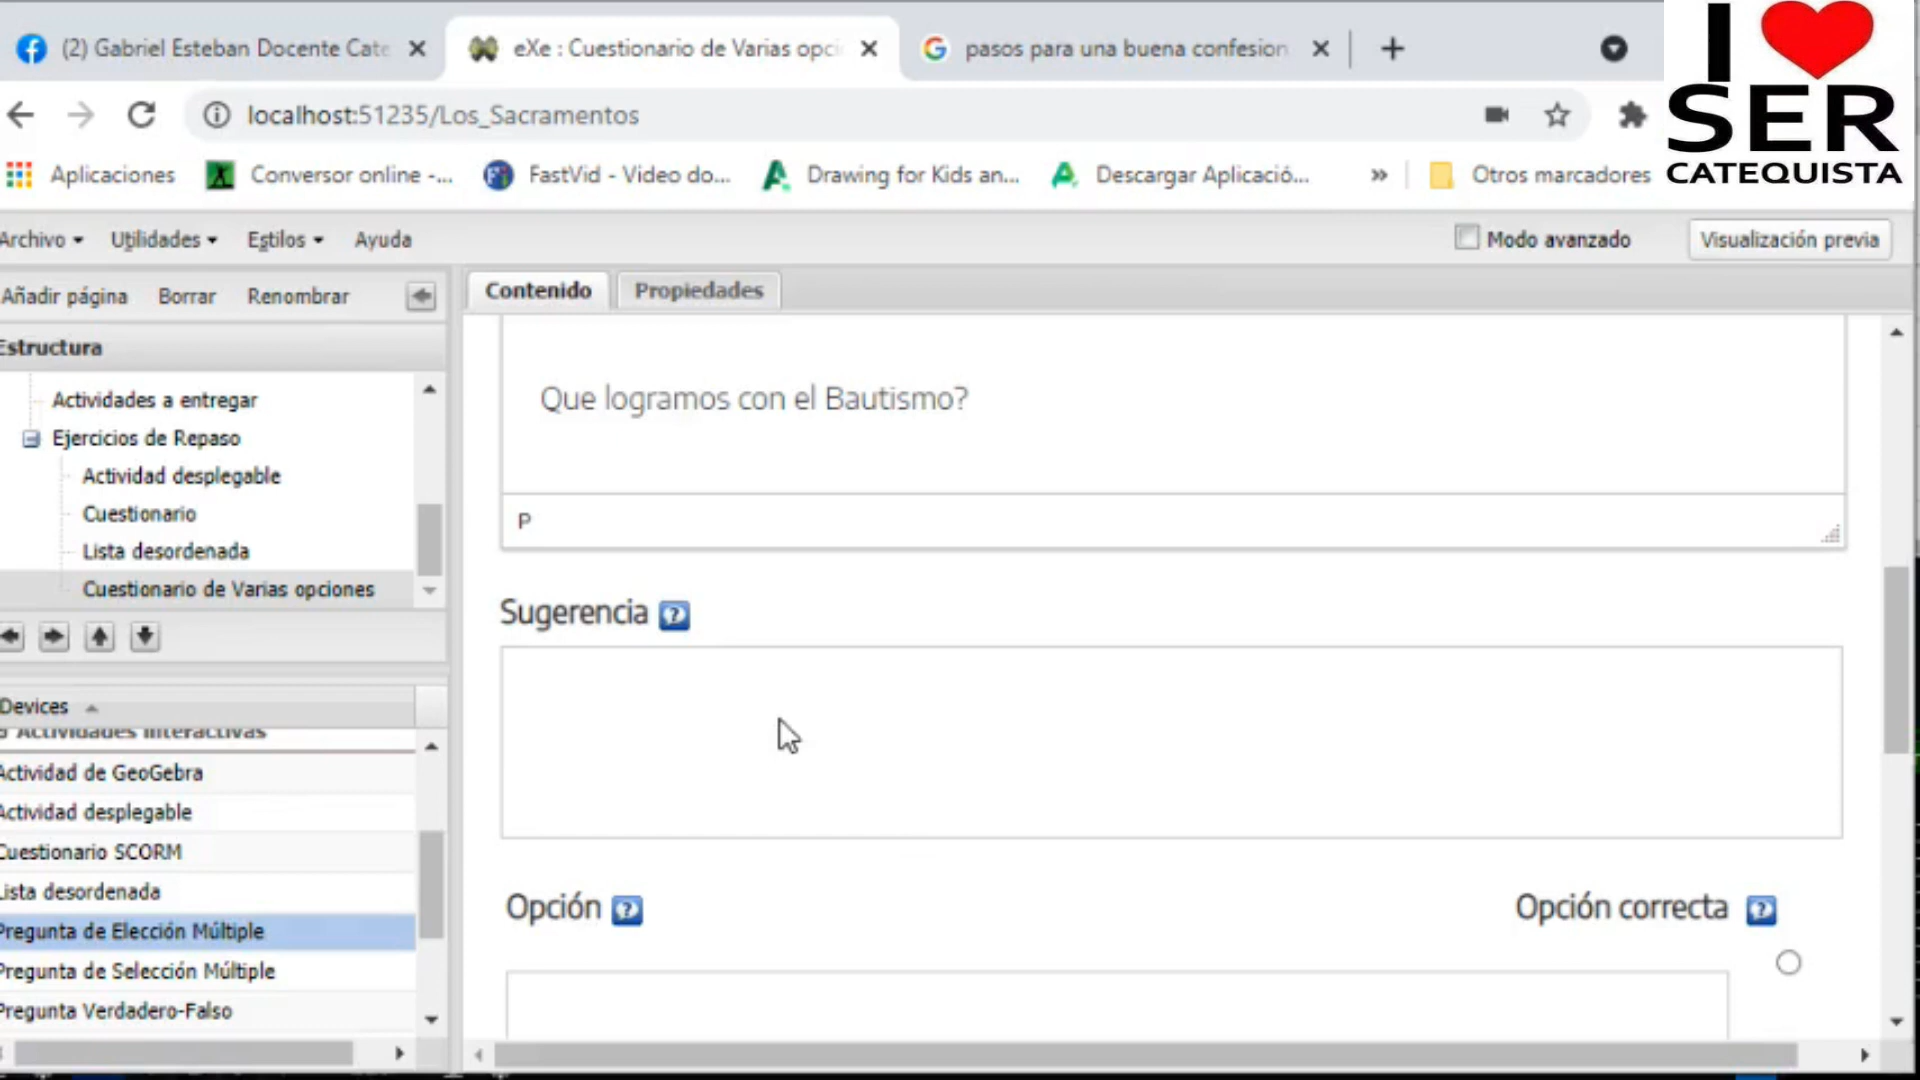 (2) Gabriel Esteban Docente Cate
eXe : Cuestionario de Varias opci
pasos para una buena confesion
I
SER
CATEQUISTA
localhost:51235/Los_Sacramentos
Aplicaciones
Conversor online -...
FastVid - Video do...
Drawing for Kids an...
Descargar Aplicació...
»
Otros marcadores
Archivo
Utilidades
Estilos
Ayuda
Modo avanzado
Visualización previa
Añadir página
Borrar
Renombrar
Contenido
Propiedades
Estructura
Actividades a entregar
Ejercicios de Repaso
Actividad desplegable
Cuestionario
Lista desordenada
Cuestionario de Varias opciones
Que logramos con el Bautismo?
P
Sugerencia
Devices
Actividades interactivas
Actividad de GeoGebra
Actividad desplegable
Cuestionario SCORM
Lista desordenada
Pregunta de Elección Múltiple
Pregunta de Selección Múltiple
Pregunta Verdadero-Falso
Opción
Opción correcta